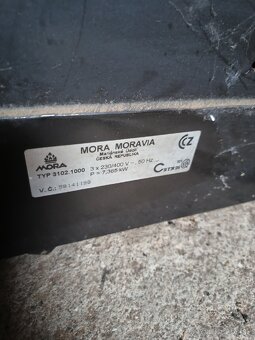 MORA MORAVIA
Mariánské Údolí
ČESKÁ REPUBLIKA
MORA
TYP 3102.1000
3 x 230/400 V ~, 50 Hz
P = 7,365 kW
V.Č.:
CZ